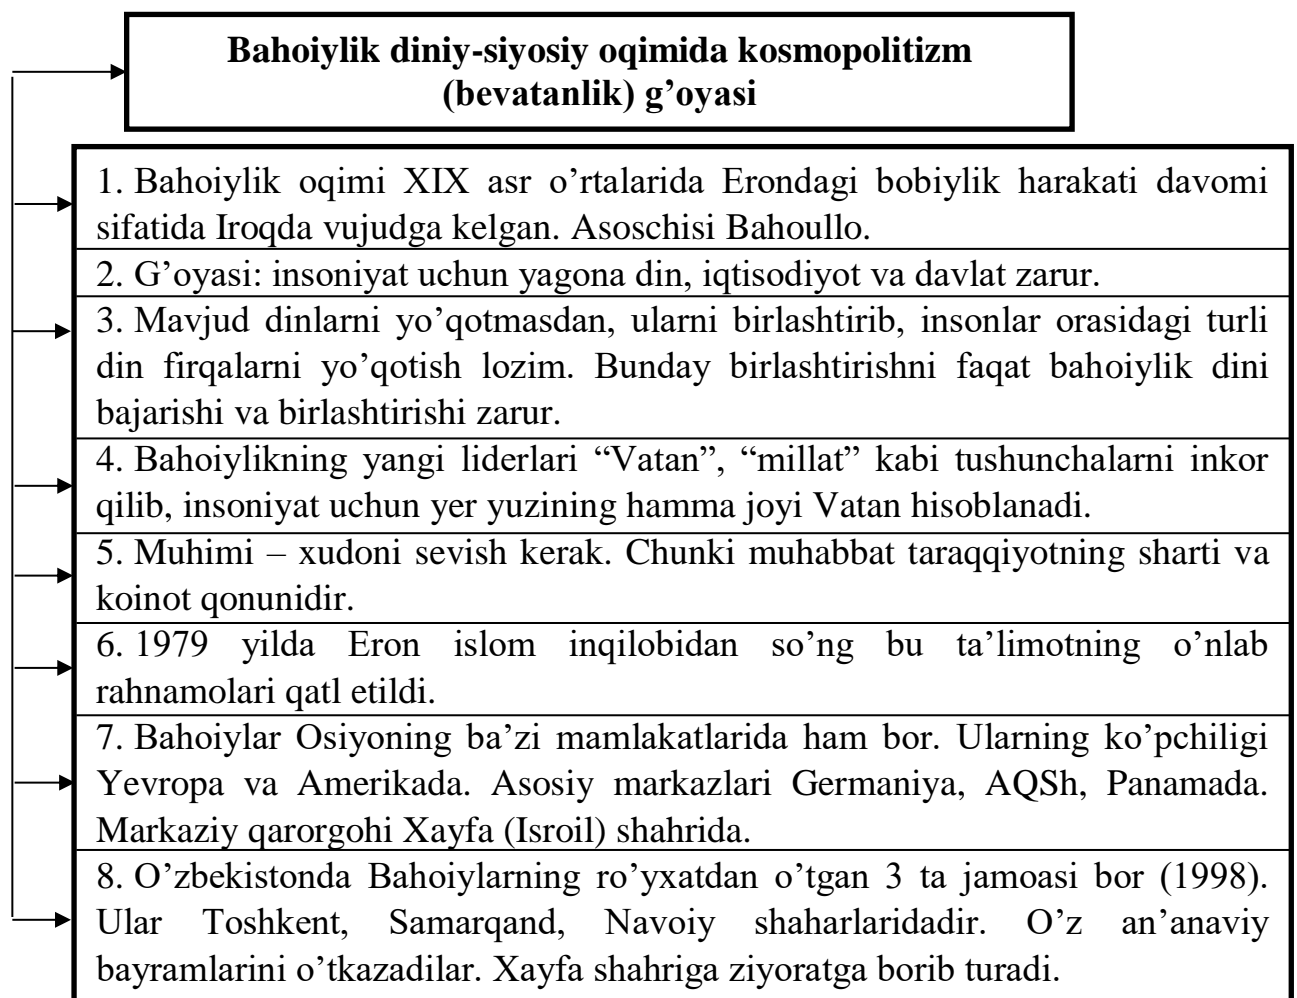 Bahoiylik diniy-siyosiy oqimida kosmopolitizm
(bevatanlik) g’oyasi
1. Bahoiylik oqimi XIX asr o’rtalarida Erondagi bobiylik harakati davomi
sifatida Iroqda vujudga kelgan. Asoschisi Bahoullo.
2. G’oyasi: insoniyat uchun yagona din, iqtisodiyot va davlat zarur.
3. Mavjud dinlarni yo’qotmasdan, ularni birlashtirib, insonlar orasidagi turli
din firqalarni yo’qotish lozim. Bunday birlashtirishni faqat bahoiylik dini
bajarishi va birlashtirishi zarur.
4. Bahoiylikning yangi liderlari “Vatan”, “millat” kabi tushunchalarni inkor
qilib, insoniyat uchun yer yuzining hamma joyi Vatan hisoblanadi.
5. Muhimi – xudoni sevish kerak. Chunki muhabbat taraqqiyotning sharti va
koinot qonunidir.
6. 1979 yilda Eron islom inqilobidan so’ng bu ta’limotning o’nlab
rahnamolari qatl etildi.
7. Bahoiylar Osiyoning ba’zi mamlakatlarida ham bor. Ularning ko’pchiligi
Yevropa va Amerikada. Asosiy markazlari Germaniya, AQSh, Panamada.
Markaziy qarorgohi Xayfa (Isroil) shahrida.
8. O’zbekistonda Bahoiylarning ro’yxatdan o’tgan 3 ta jamoasi bor (1998).
Ular Toshkent, Samarqand, Navoiy shaharlaridadir. O’z an’anaviy
bayramlarini o’tkazadilar. Xayfa shahriga ziyoratga borib turadi.